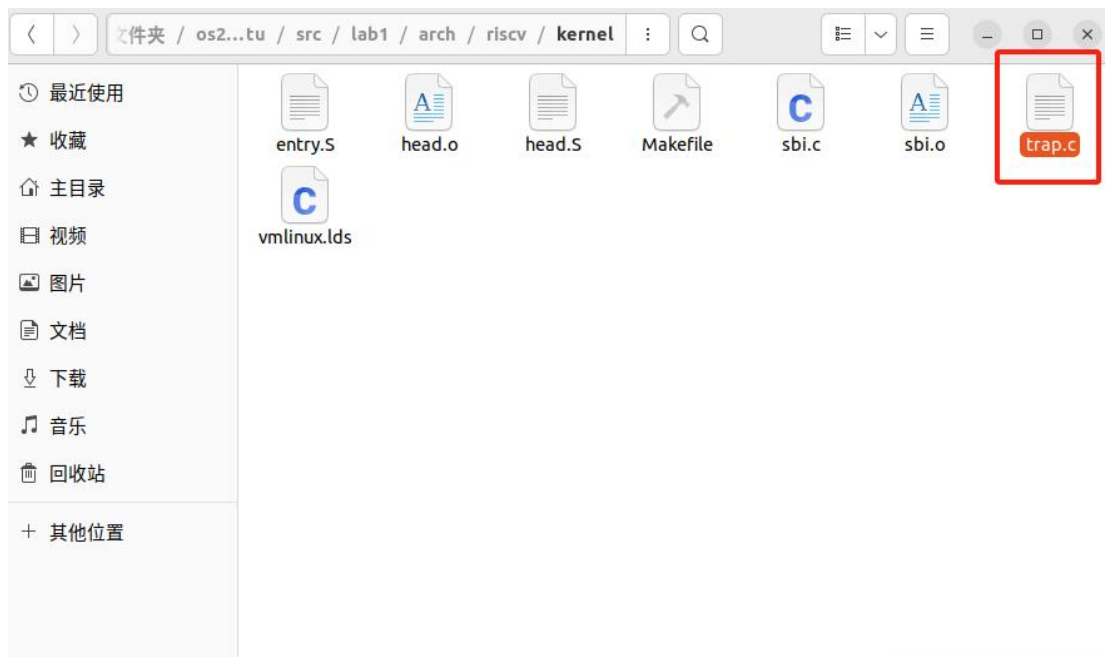 文件夹 / os2...tu / src / lab1 / arch / riscv / kernel
最近使用
收藏
主目录
视频
图片
文档
下载
音乐
回收站
其他位置
entry.S
head.o
head.S
Makefile
sbi.c
sbi.o
trap.c
vmlinux.lds